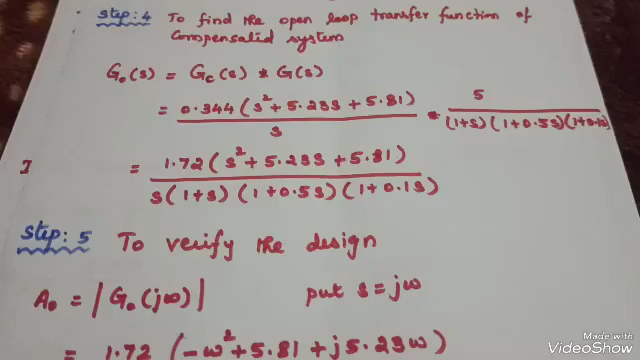 Step: 4 To find the open loop transfer function of
Compensalid system
G₀(s) = Gc(s) * G(s)
= 0.344 (s² + 5.23s + 5.81) / s * 5 / (1+s) (1+0.5s) (1+0.1s)
I = 1.72 (s² + 5.23s + 5.81) / s(1+s) (1+0.5s) (1+0.1s)
Step: 5 To verify the design
A₀ = |G₀(jω)| put s = jω
= 1.72 (-ω² + 5.81 + j5.23ω)
Made with
VideoShow